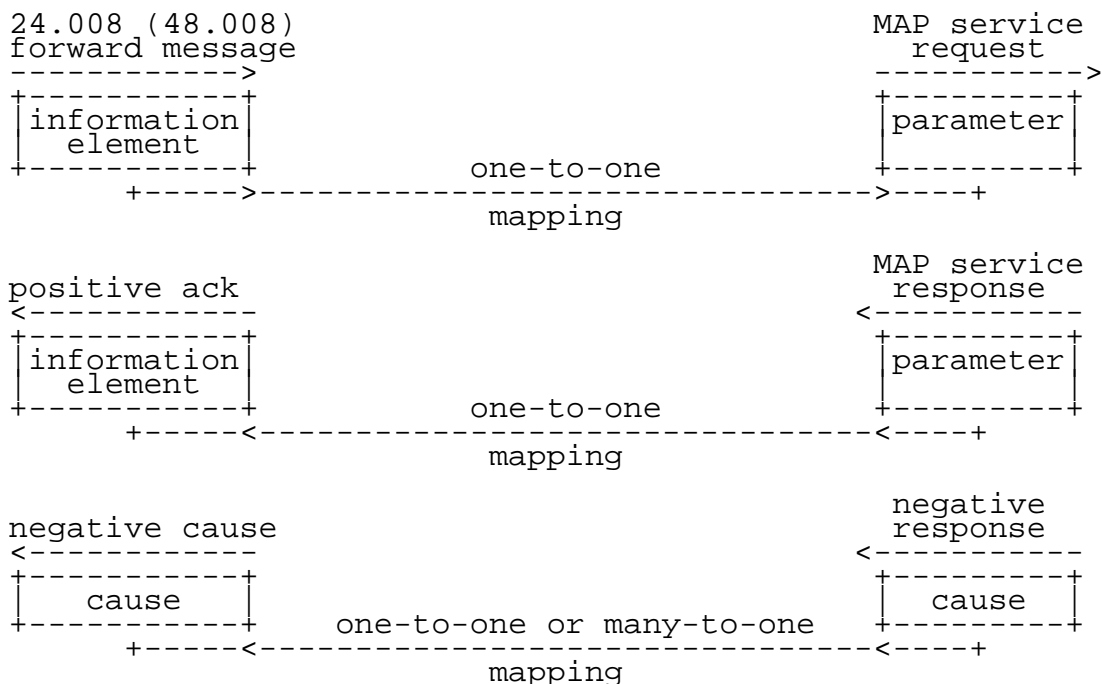 24.008 (48.008) MAP service
forward message request
------------> ----------->
+-----------+ +---------+
|information| |parameter|
| element | | |
+-----------+ one-to-one +---------+
+----->-------------------------------->----+
mapping
MAP service
positive ack response
<------------ <-----------
+-----------+ +---------+
|information| |parameter|
| element | | |
+-----------+ one-to-one +---------+
+-----<--------------------------------<----+
mapping
negative
negative cause response
<------------ <-----------
+-----------+ +---------+
| cause | | cause |
+-----------+ one-to-one or many-to-one +---------+
+-----<--------------------------------<----+
mapping